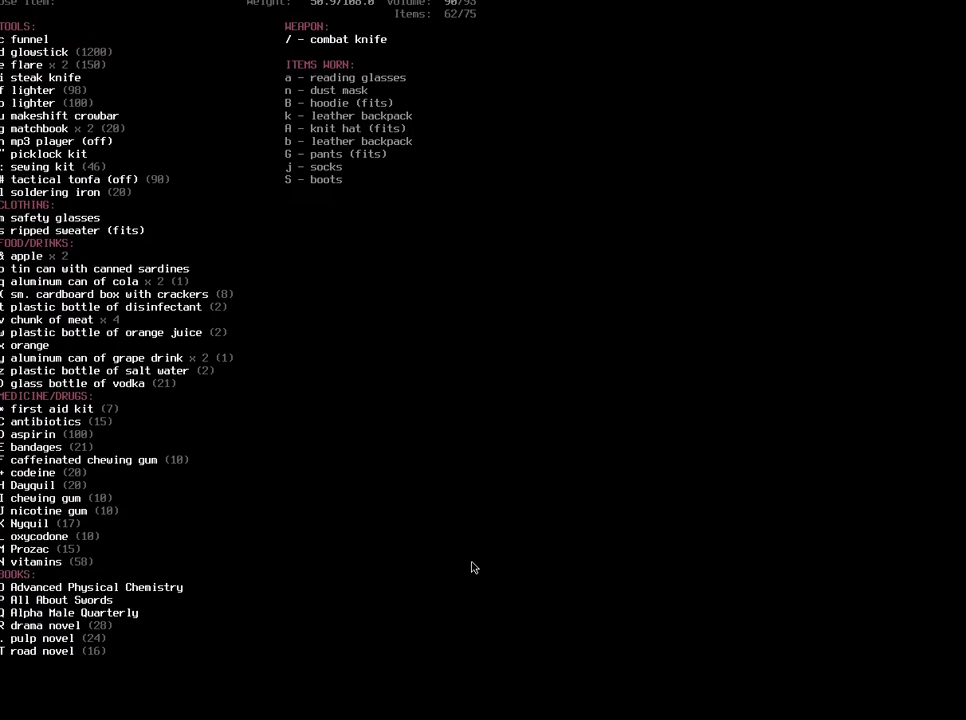 Use Item: Weight: 50.9/108.0 Volume: 90/93
Items: 62/75
TOOLS:
c funnel
d glowstick (1200)
e flare x 2 (150)
i steak knife
f lighter (98)
o lighter (100)
u makeshift crowbar
g matchbook x 2 (20)
h mp3 player (off)
" picklock kit
: sewing kit (46)
# tactical tonfa (off) (90)
l soldering iron (20)
CLOTHING:
m safety glasses
s ripped sweater (fits)
FOOD/DRINKS:
& apple x 2
p tin can with canned sardines
q aluminum can of cola x 2 (1)
( sm. cardboard box with crackers (8)
t plastic bottle of disinfectant (2)
v chunk of meat x 4
w plastic bottle of orange juice (2)
x orange
y aluminum can of grape drink x 2 (1)
z plastic bottle of salt water (2)
D glass bottle of vodka (21)
MEDICINE/DRUGS:
* first aid kit (7)
C antibiotics (15)
D aspirin (100)
E bandages (21)
F caffeinated chewing gum (10)
+ codeine (20)
H Dayquil (20)
I chewing gum (10)
J nicotine gum (10)
K Nyquil (17)
L oxycodone (10)
M Prozac (15)
N vitamins (58)
BOOKS:
O Advanced Physical Chemistry
P All About Swords
Q Alpha Male Quarterly
R drama novel (28)
. pulp novel (24)
T road novel (16)
WEAPON:
/ - combat knife
ITEMS WORN:
a - reading glasses
n - dust mask
B - hoodie (fits)
k - leather backpack
A - knit hat (fits)
b - leather backpack
G - pants (fits)
j - socks
S - boots